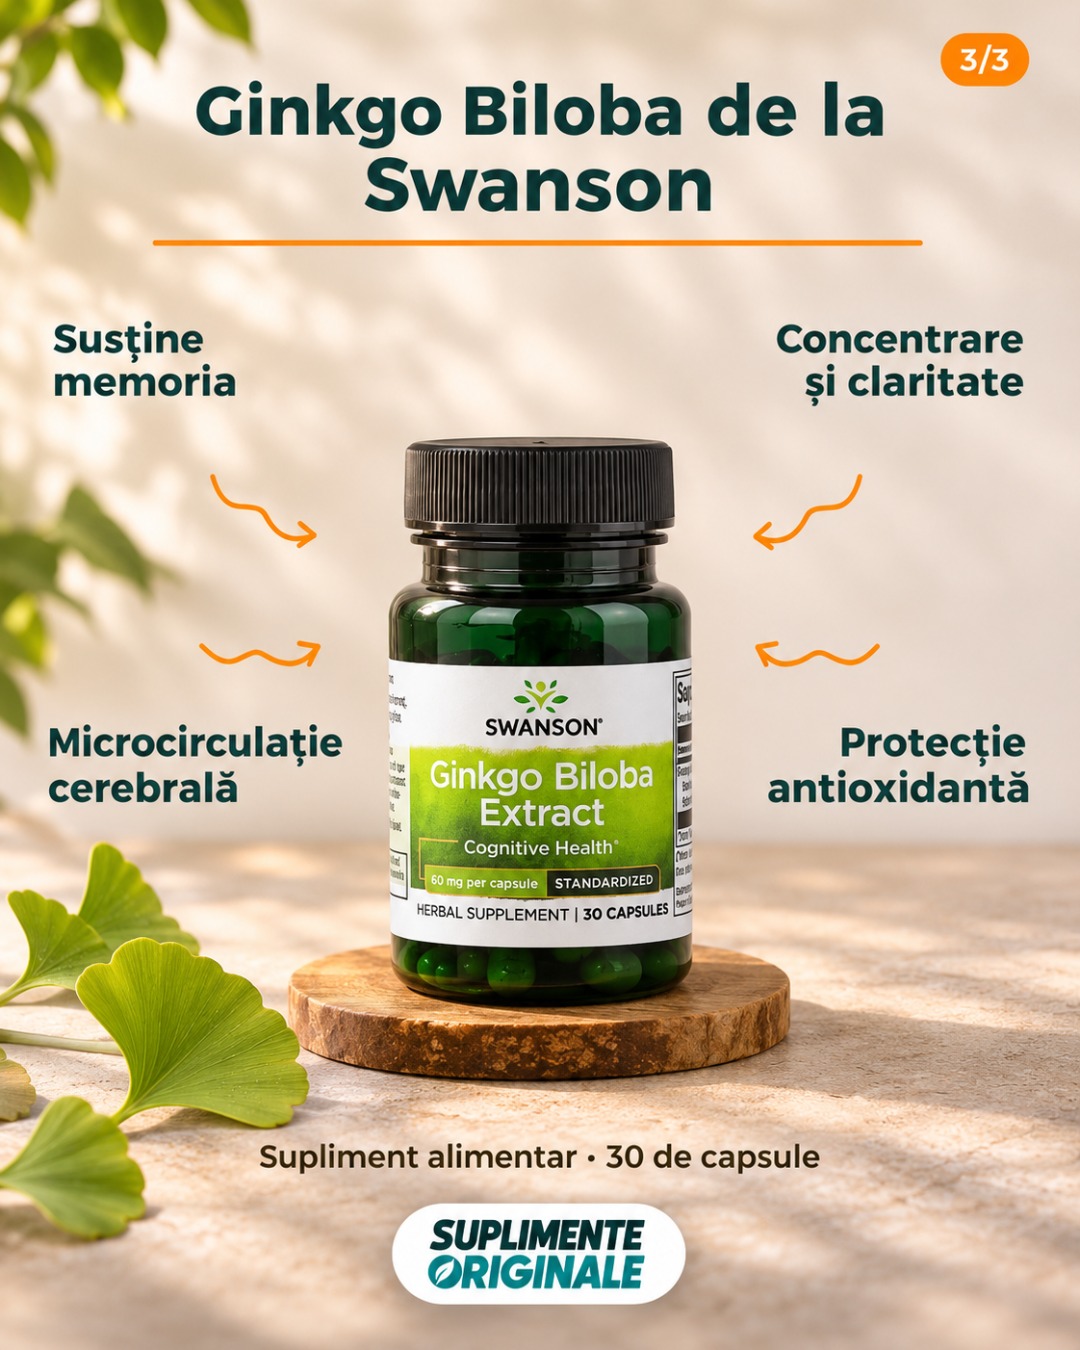 3/3
Ginkgo Biloba de la
Swanson
Susține
memoria
Concentrare
și claritate
Microcirculație
cerebrală
Protecție
antioxidantă
SWANSON®
Ginkgo Biloba
Extract
Cognitive Health*
60 mg per capsule STANDARDIZED
HERBAL SUPPLEMENT | 30 CAPSULES
Supliment alimentar • 30 de capsule
SUPLIMENTE
ORIGINALE